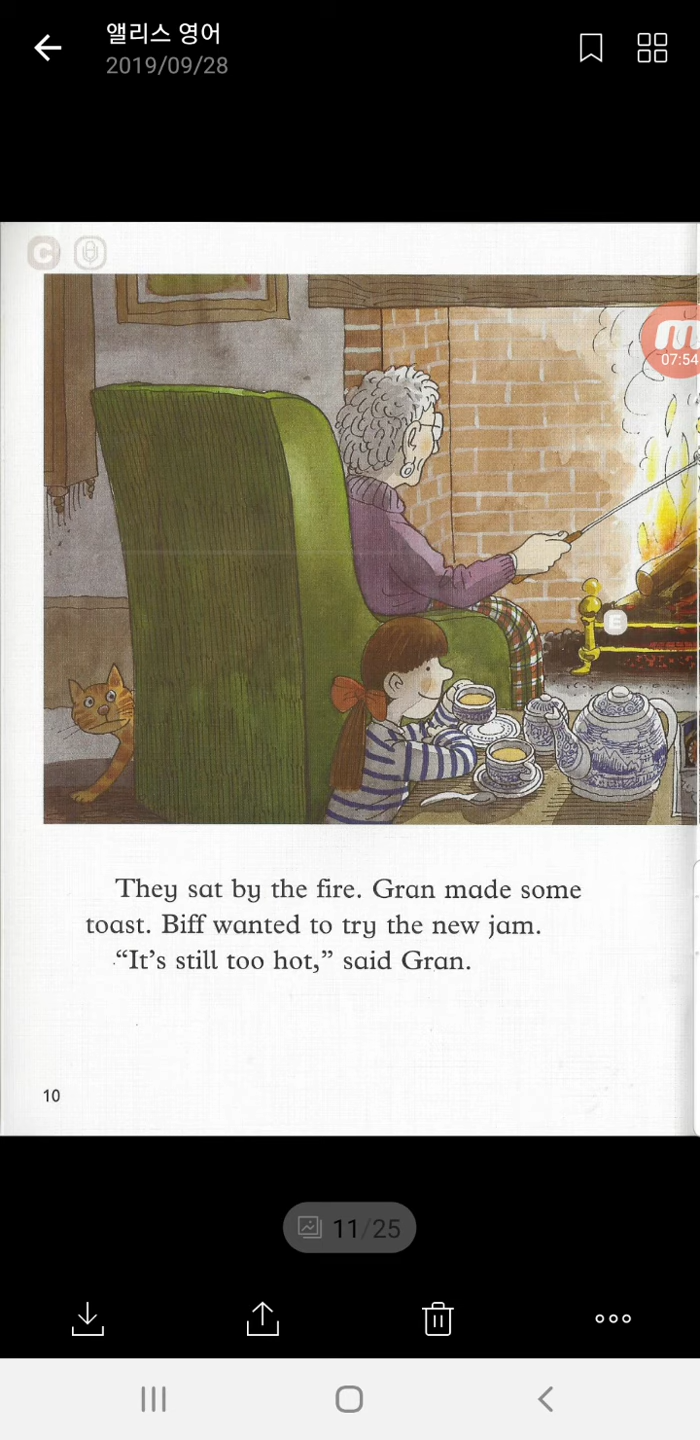 앨리스 영어
2019/09/28
C
07:54
E
They sat by the fire. Gran made some
toast. Biff wanted to try the new jam.
“It’s still too hot,” said Gran.
10
11/25